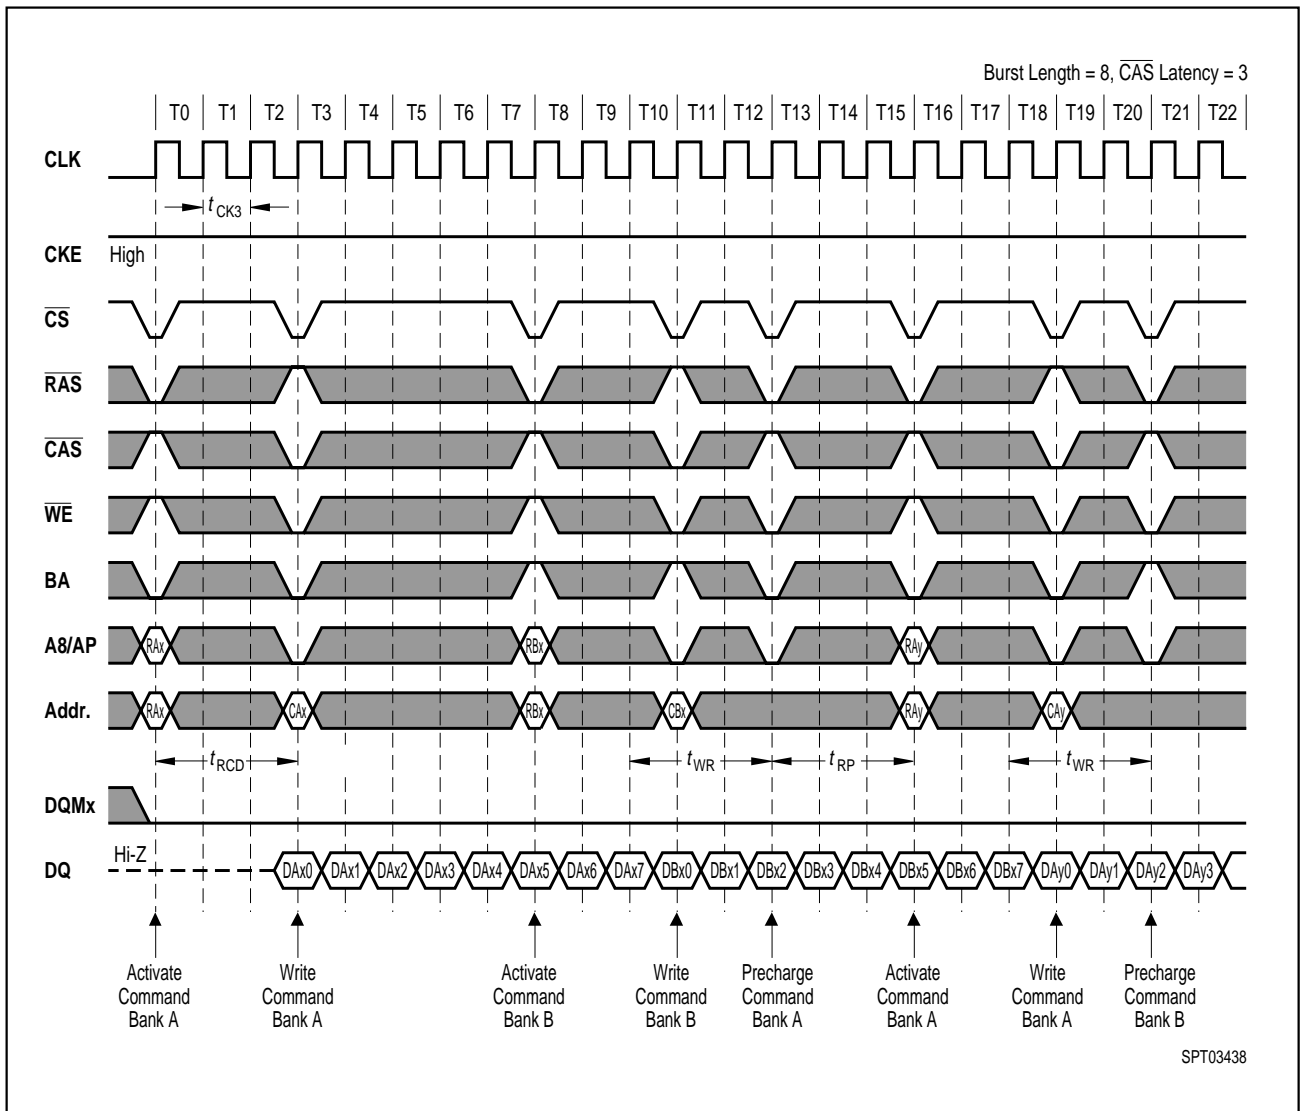 Burst Length = 8, CAS Latency = 3
T0 T1 T2 T3 T4 T5 T6 T7 T8 T9 T10 T11 T12 T13 T14 T15 T16 T17 T18 T19 T20 T21 T22
CLK
t CK3
CKE High
CS
RAS
CAS
WE
BA
A8/AP RAx RBx RAy
Addr. RAx CAx RBx CBx RAy CAy
t RCD t WR t RP t WR
DQMx
Hi-Z
DQ DAx0 DAx1 DAx2 DAx3 DAx4 DAx5 DAx6 DAx7 DBx0 DBx1 DBx2 DBx3 DBx4 DBx5 DBx6 DBx7 DAy0 DAy1 DAy2 DAy3
Activate Command Bank A
Write Command Bank A
Activate Command Bank B
Write Command Bank B
Precharge Command Bank A
Activate Command Bank A
Write Command Bank A
Precharge Command Bank B
SPT03438